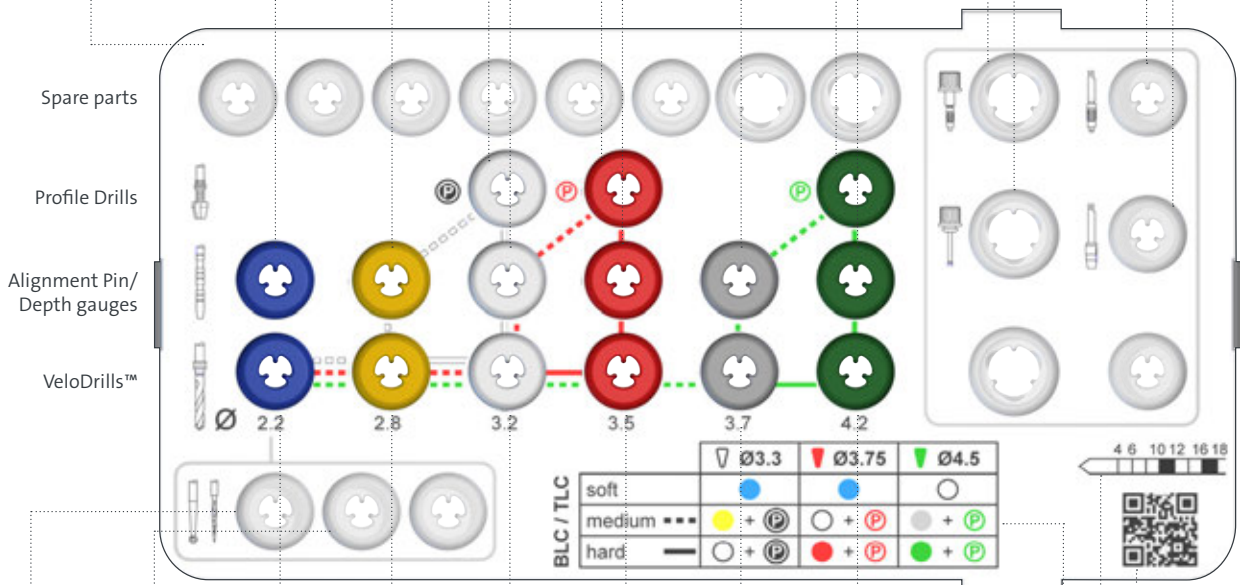 Spare parts
Profile Drills
P P P
Alignment Pin/
Depth gauges
VeloDrills™
Ø 2.2 2.8 3.2 3.5 3.7 4.2
4 6 10 12 16 18
Ø3.3 Ø3.75 Ø4.5
BLC / TLC
soft
medium + P + P + P
hard + P + P + P